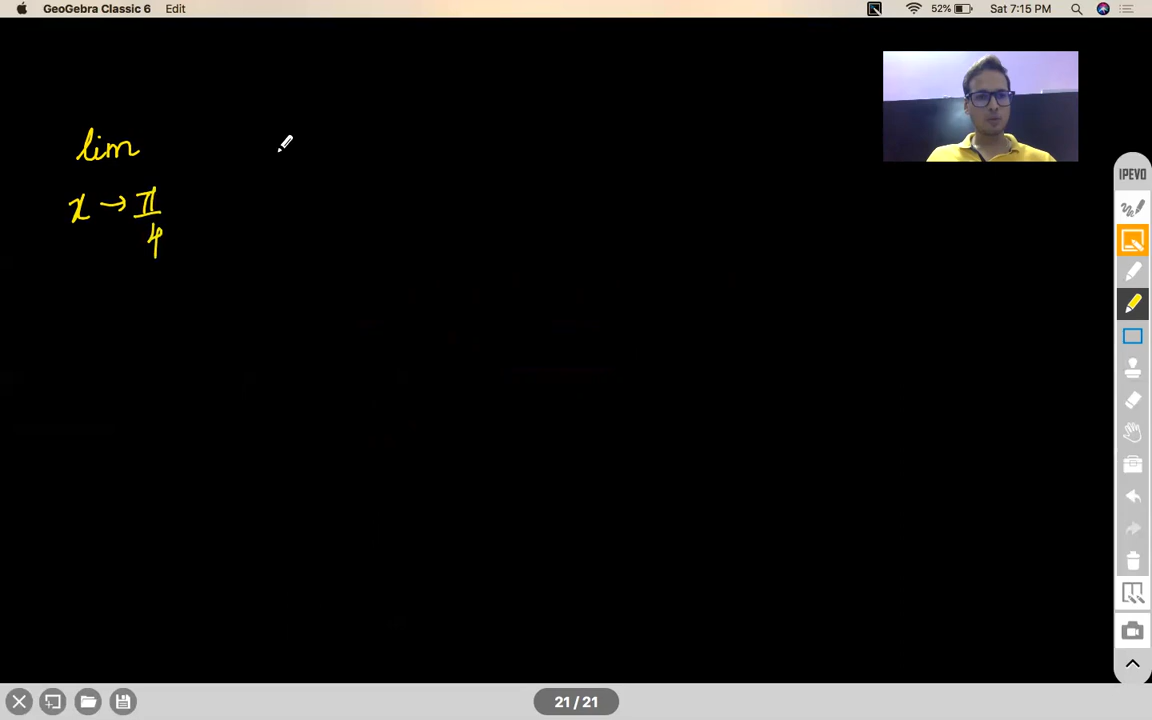 GeoGebra Classic 6 Edit 52% Sat 7:15 PM
IPEVO
lim
x → π
4
21 / 21